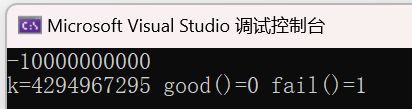 Microsoft Visual Studio 调试控制台
-10000000000
k=4294967295 good()=0 fail()=1